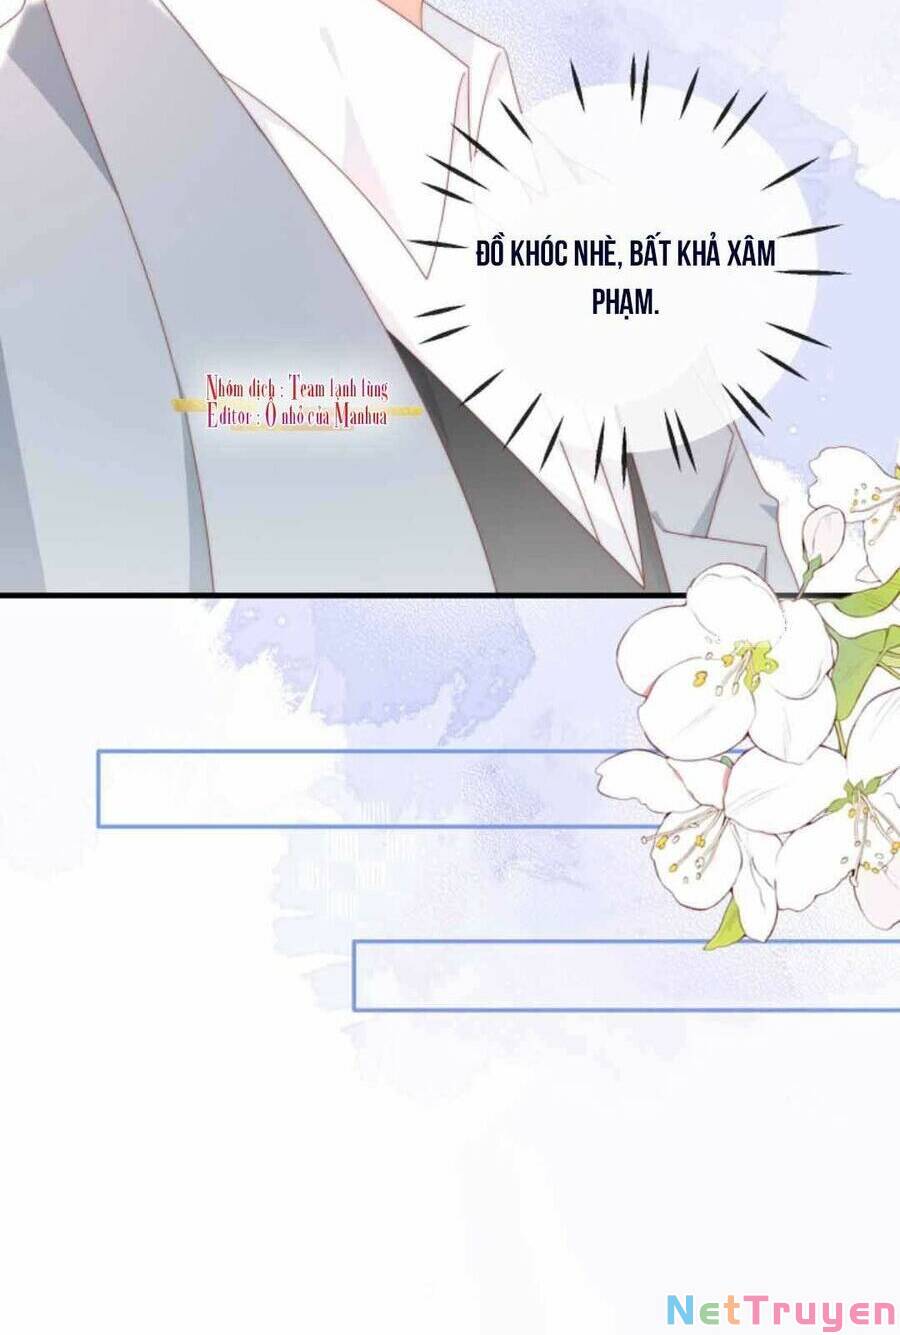 ĐỒ KHÓC NHÈ, BẤT KHẢ XÂM
PHẠM.
Nhóm dịch : Team lạnh lùng
Editor : Ổ nhỏ của Manhua
NetTruyen